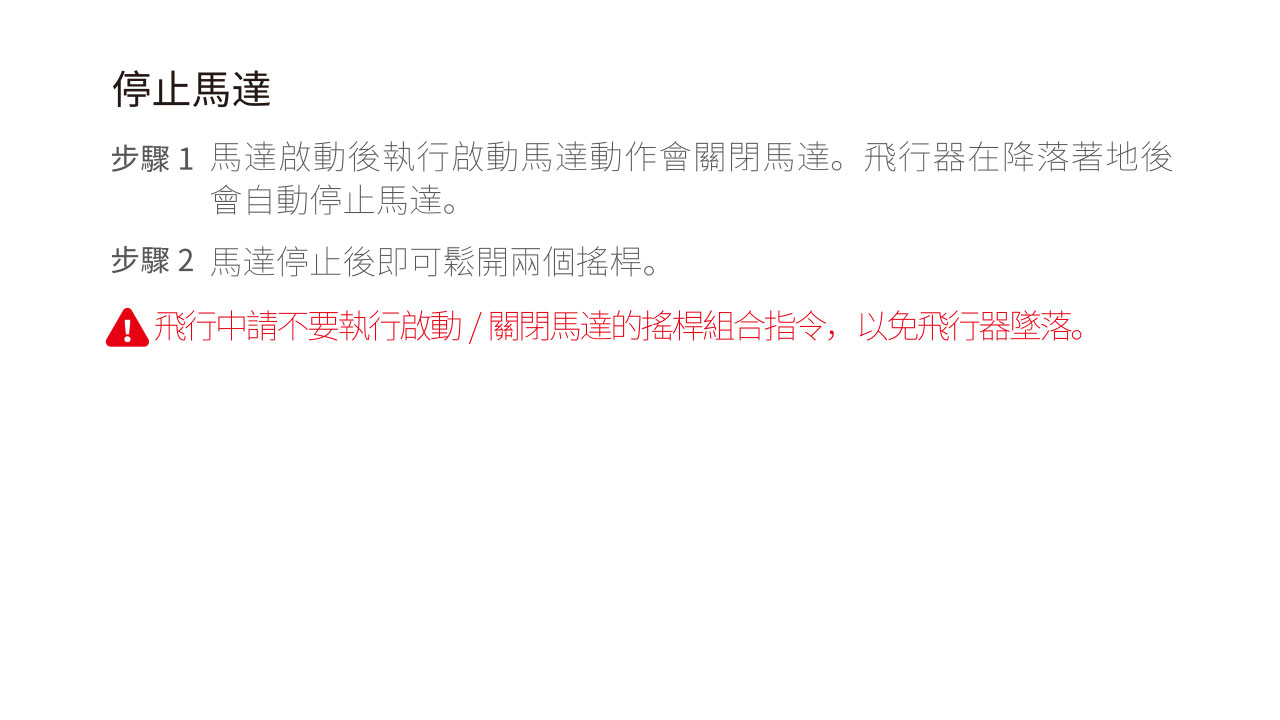 停止馬達
步驟 1 馬達啟動後執行啟動馬達動作會關閉馬達。飛行器在降落著地後
會自動停止馬達。
步驟 2 馬達停止後即可鬆開兩個搖桿。
飛行中請不要執行啟動 / 關閉馬達的搖桿組合指令，以免飛行器墜落。